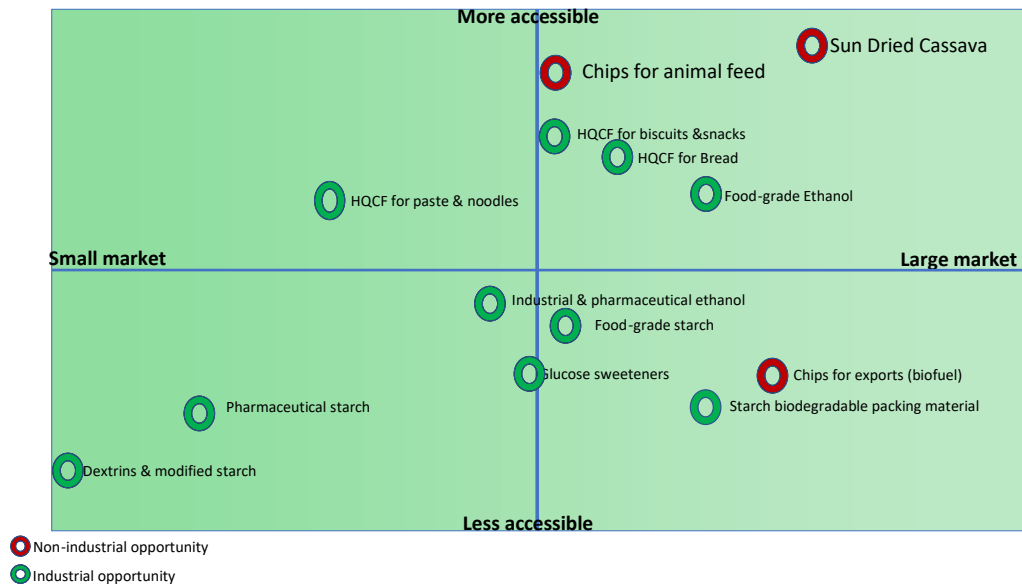 More accessible
Sun Dried Cassava
Chips for animal feed
HQCF for biscuits &snacks
HQCF for Bread
Food-grade Ethanol
HQCF for paste & noodles
Small market
Large market
Industrial & pharmaceutical ethanol
Food-grade starch
Glucose sweeteners
Chips for exports (biofuel)
Pharmaceutical starch
Starch biodegradable packing material
Dextrins & modified starch
Less accessible
Non-industrial opportunity
Industrial opportunity